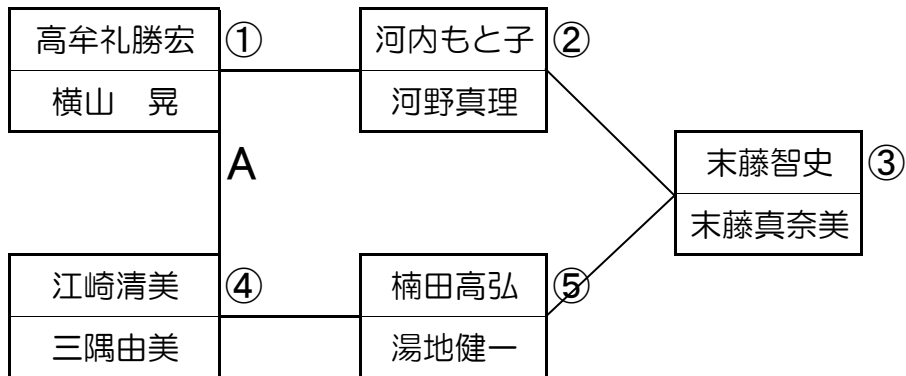 高牟礼勝宏 ① 河内もと子 ②
横山　晃 河野真理
A 末藤智史 ③
末藤真奈美
江崎清美 ④ 楠田高弘 ⑤
三隅由美 湯地健一